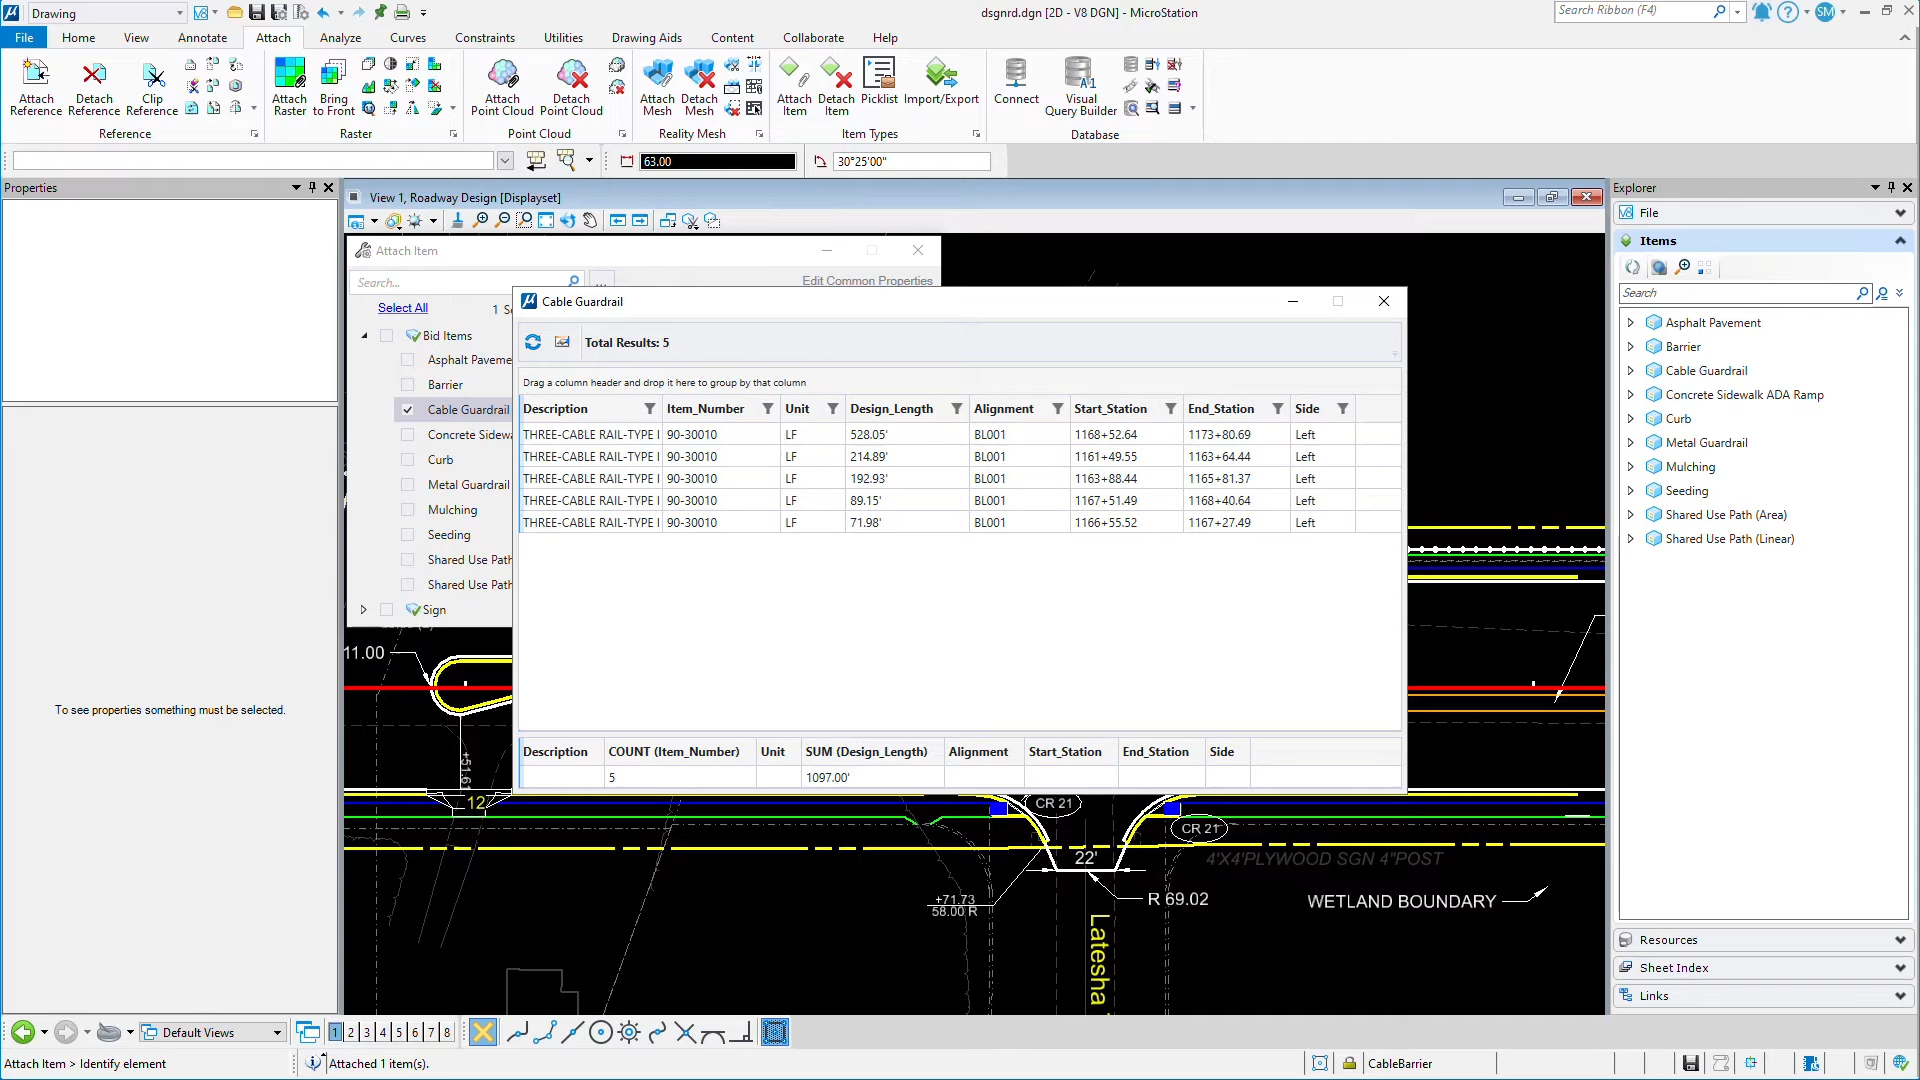 Drawing
dsgnrd.dgn [2D - V8 DGN] - MicroStation
Search Ribbon (F4)
SM
File Home View Annotate Attach Analyze Curves Constraints Utilities Drawing Aids Content Collaborate Help
Attach Reference
Detach Reference
Clip Reference
Attach Raster
Bring to Front
Attach Point Cloud
Detach Point Cloud
Attach Mesh
Detach Mesh
Attach Item
Detach Item
Picklist
Import/Export
Connect
Visual Query Builder
Reference Raster Point Cloud Reality Mesh Item Types Database
63.00
30°25'00"
Properties
View 1, Roadway Design [Displayset]
Explorer
File
Items
Search
Asphalt Pavement
Barrier
Cable Guardrail
Concrete Sidewalk ADA Ramp
Curb
Metal Guardrail
Mulching
Seeding
Shared Use Path (Area)
Shared Use Path (Linear)
Resources
Sheet Index
Links
Attach Item
Search...
...
Edit Common Properties
Select All
1 Se
Bid Items
Asphalt Paveme
Barrier
Cable Guardrail
Concrete Sidewa
Curb
Metal Guardrail
Mulching
Seeding
Shared Use Path
Shared Use Path
Sign
Cable Guardrail
Total Results: 5
Drag a column header and drop it here to group by that column
Description Item_Number Unit Design_Length Alignment Start_Station End_Station Side
THREE-CABLE RAIL-TYPE I 90-30010 LF 528.05' BL001 1168+52.64 1173+80.69 Left
THREE-CABLE RAIL-TYPE I 90-30010 LF 214.89' BL001 1161+49.55 1163+64.44 Left
THREE-CABLE RAIL-TYPE I 90-30010 LF 192.93' BL001 1163+88.44 1165+81.37 Left
THREE-CABLE RAIL-TYPE I 90-30010 LF 89.15' BL001 1167+51.49 1168+40.64 Left
THREE-CABLE RAIL-TYPE I 90-30010 LF 71.98' BL001 1166+55.52 1167+27.49 Left
Description COUNT (Item_Number) Unit SUM (Design_Length) Alignment Start_Station End_Station Side
5 1097.00'
To see properties something must be selected.
11.00
+51.61
12
CR 21
CR 21
22'
4'X4'PLYWOOD SGN 4"POST
+71.73
58.00 R
R 69.02
WETLAND BOUNDARY
Latesha
Default Views
1 2 3 4 5 6 7 8
Attach Item > Identify element
Attached 1 item(s).
CableBarrier